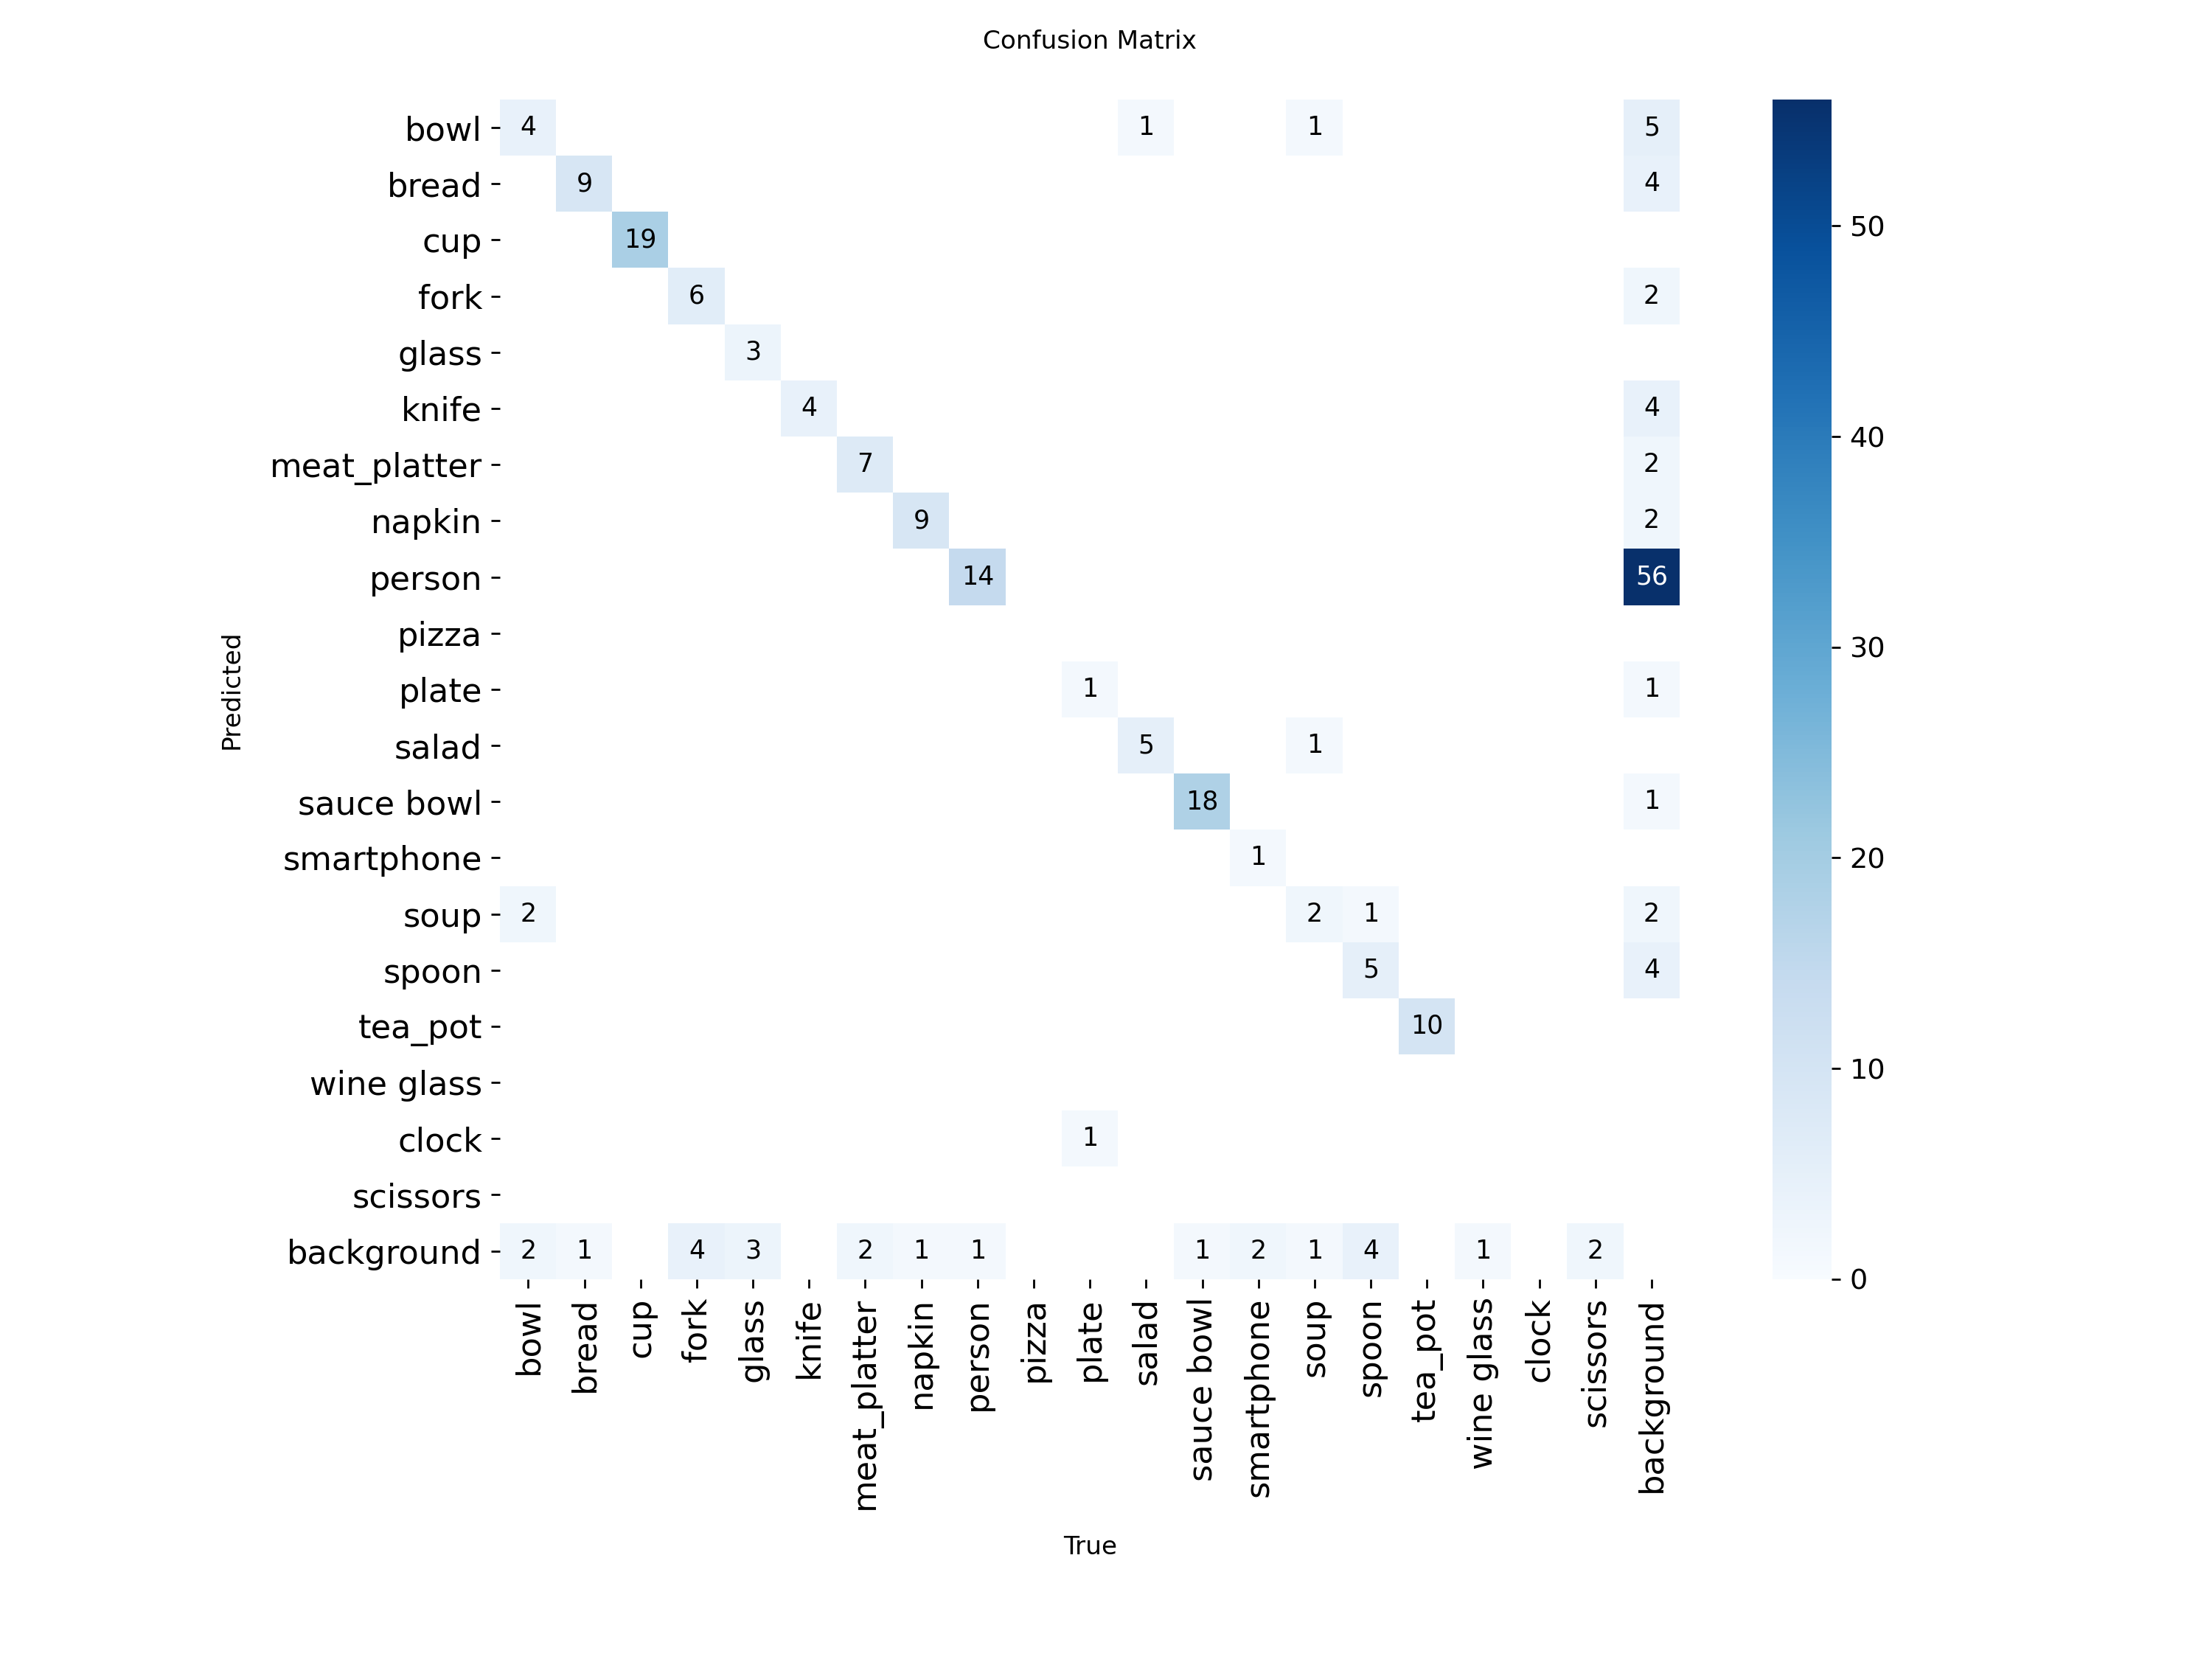 Confusion Matrix
bowl 4 1 1 5
bread 9 4
cup 19
50
fork 6 2
glass 3
knife 4 4
40
meat_platter 7 2
napkin 9 2
person 14 56
pizza
30
Predicted
plate 1 1
salad 5 1
sauce bowl 18 1
smartphone 1
20
soup 2 2 1 2
spoon 5 4
tea_pot 10
10
wine glass
clock 1
scissors
background 2 1 4 3 2 1 1 1 2 1 4 1 2
0
bowl
bread
cup
fork
glass
knife
meat_platter
napkin
person
pizza
plate
salad
sauce bowl
smartphone
soup
spoon
tea_pot
wine glass
clock
scissors
background
True